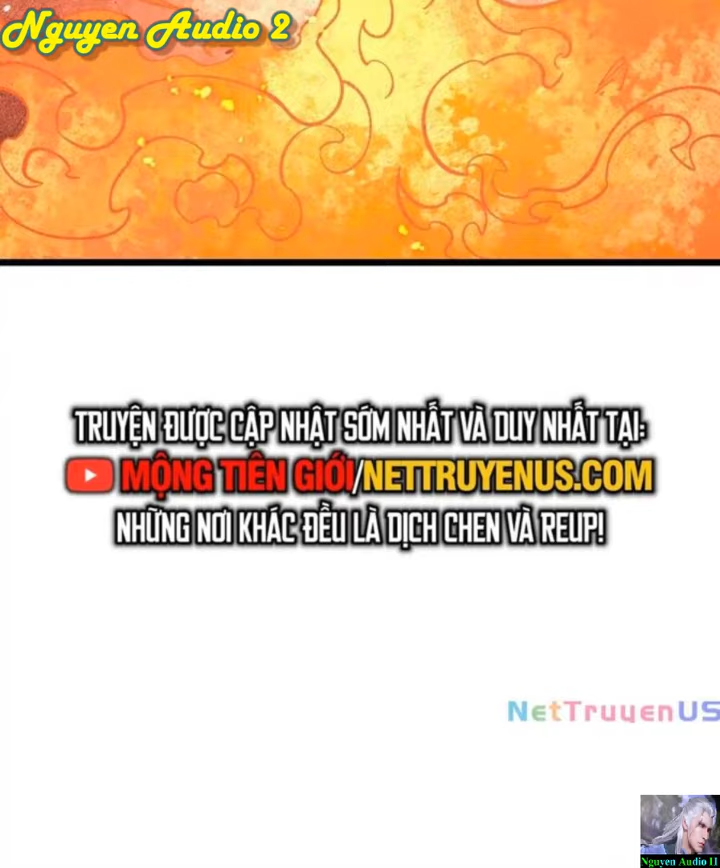 Nguyen Audio 2
TRUYỆN ĐƯỢC CẬP NHẬT SỚM NHẤT VÀ DUY NHẤT TẠI:
MỘNG TIÊN GIỚI/NETTRUYENUS.COM
NHỮNG NƠI KHÁC ĐỀU LÀ DỊCH CHEN VÀ REUP!
NetTruyenUS
Nguyen Audio II